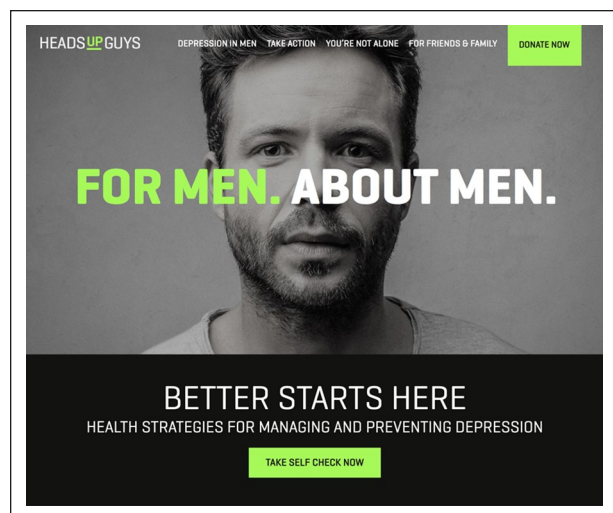 HEADSUPGUYS
DEPRESSION IN MEN TAKE ACTION YOU'RE NOT ALONE FOR FRIENDS & FAMILY DONATE NOW
FOR MEN. ABOUT MEN.
BETTER STARTS HERE
HEALTH STRATEGIES FOR MANAGING AND PREVENTING DEPRESSION
TAKE SELF CHECK NOW